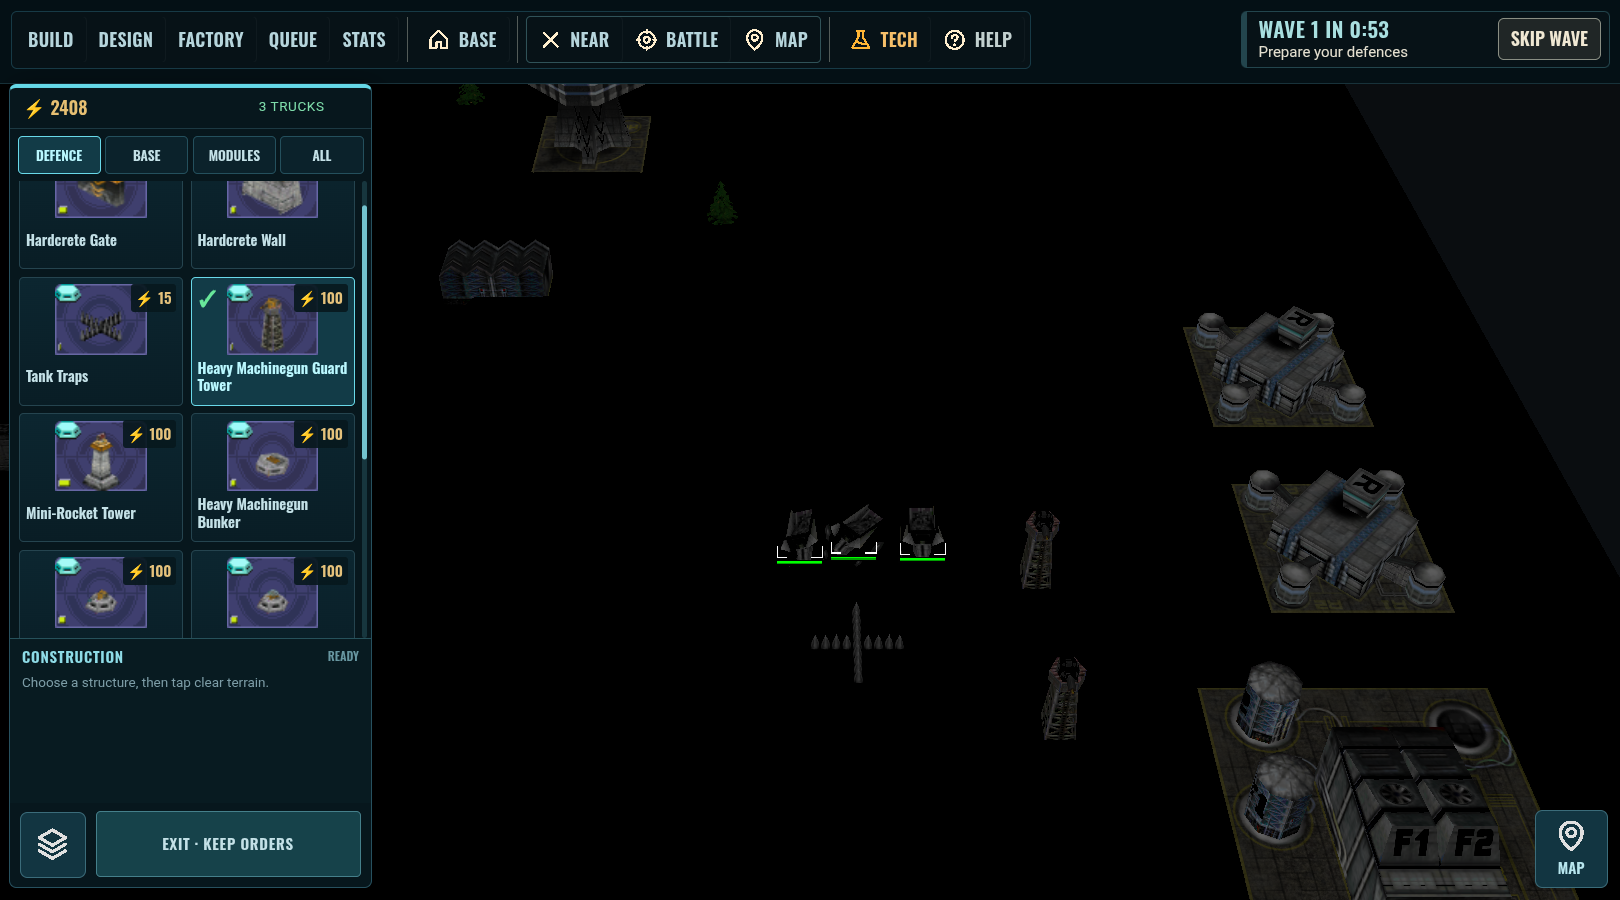 BUILD
DESIGN
FACTORY
QUEUE
STATS
BASE
NEAR
BATTLE
MAP
TECH
HELP
WAVE 1 IN 0:53
Prepare your defences
SKIP WAVE
2408
3 TRUCKS
DEFENCE
BASE
MODULES
ALL
Hardcrete Gate
Hardcrete Wall
15
Tank Traps
100
Heavy Machinegun Guard
Tower
100
Mini-Rocket Tower
100
Heavy Machinegun
Bunker
100
100
CONSTRUCTION
READY
Choose a structure, then tap clear terrain.
EXIT · KEEP ORDERS
R
R
F1 F2
MAP